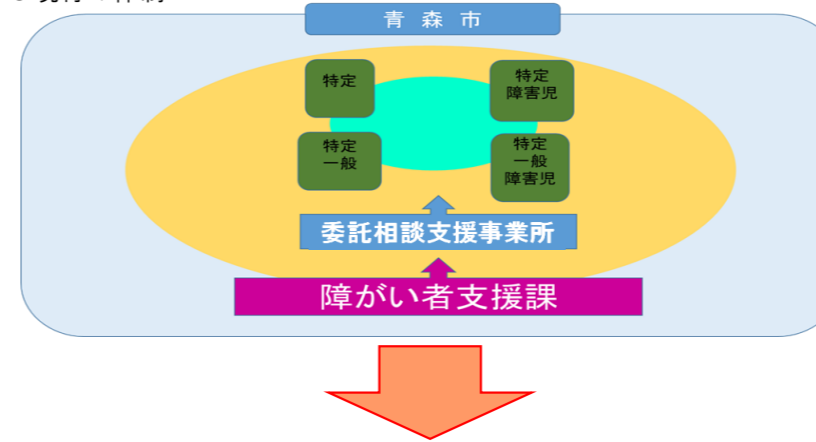 青森市
特定
特定
障害児
特定
一般
特定
一般
障害児
委託相談支援事業所
障がい者支援課